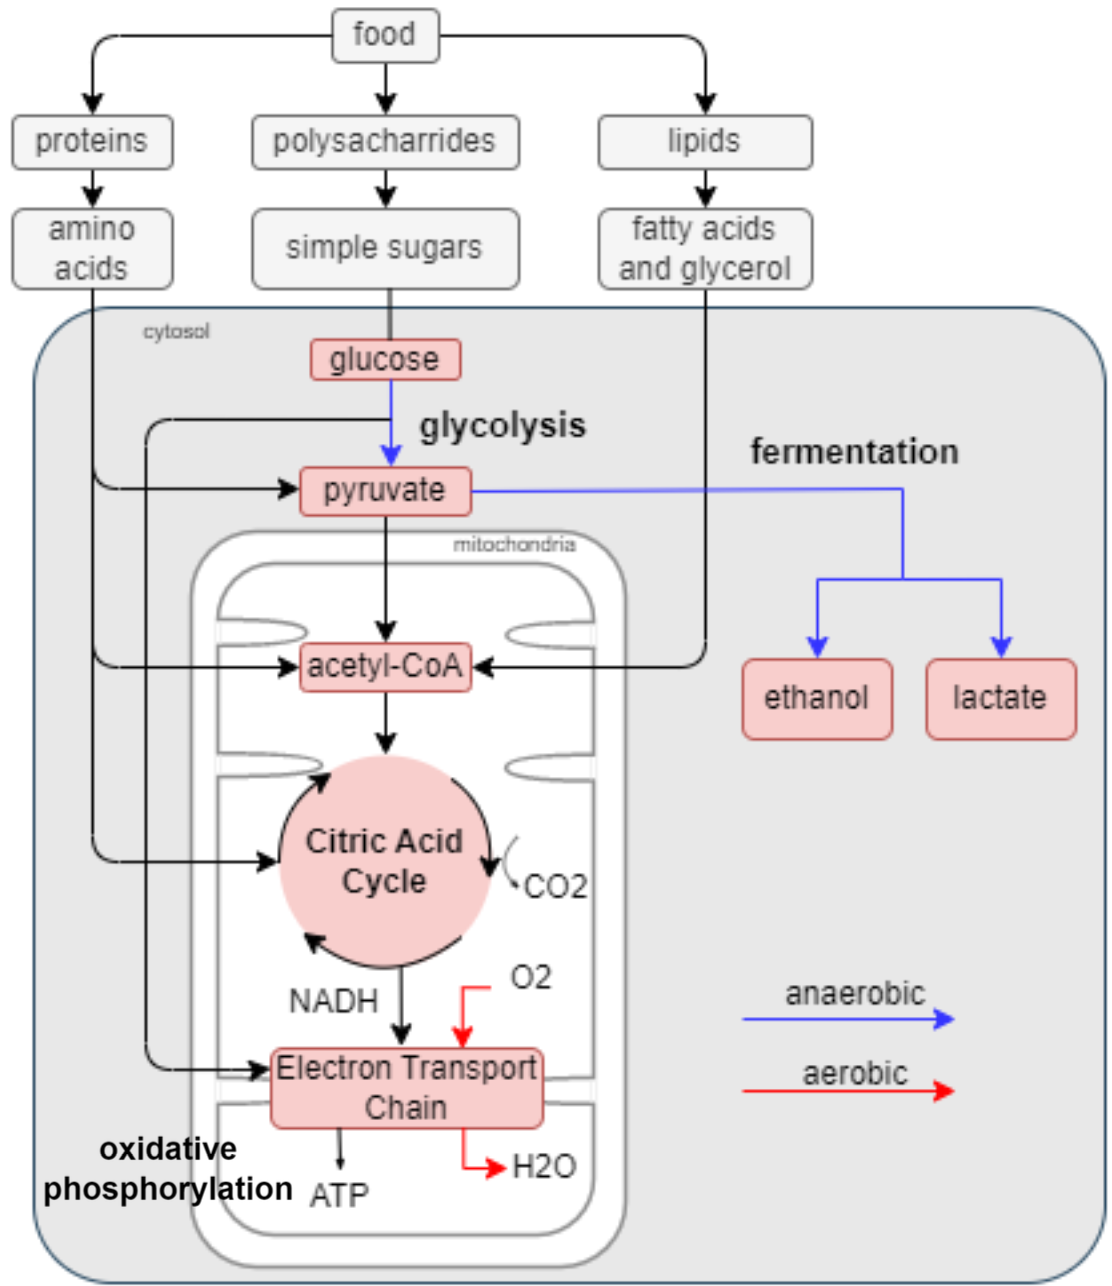 food
proteins
polysacharrides
lipids
amino
acids
simple sugars
fatty acids
and glycerol
cytosol
glucose
glycolysis
fermentation
pyruvate
mitochondria
acetyl-CoA
ethanol
lactate
Citric Acid
Cycle
CO2
O2
NADH
anaerobic
Electron Transport
Chain
aerobic
oxidative
phosphorylation
ATP
H2O